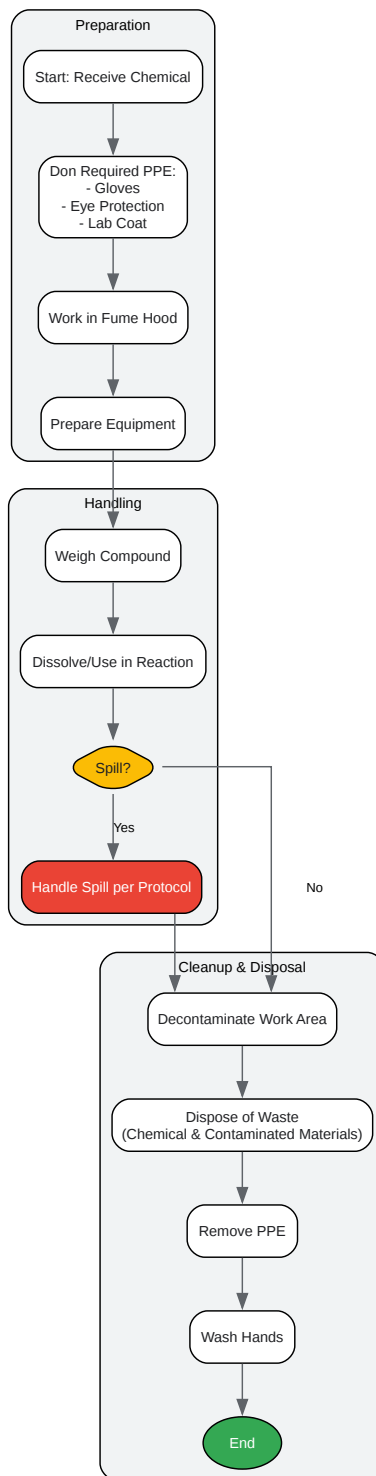 Preparation
Start: Receive Chemical
Don Required PPE:
- Gloves
- Eye Protection
- Lab Coat
Work in Fume Hood
Prepare Equipment
Handling
Weigh Compound
Dissolve/Use in Reaction
Spill?
Yes
Handle Spill per Protocol
No
Cleanup & Disposal
Decontaminate Work Area
Dispose of Waste
(Chemical & Contaminated Materials)
Remove PPE
Wash Hands
End